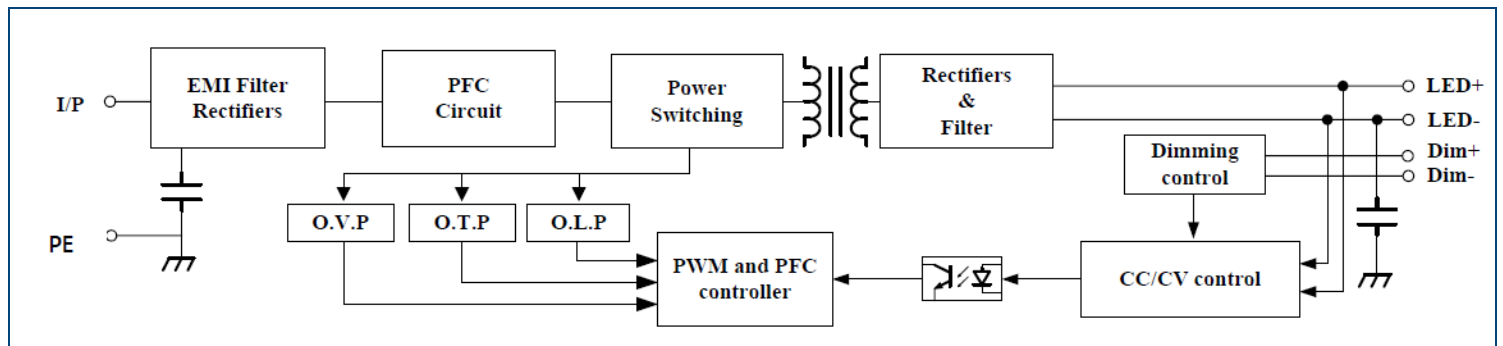 I/P
EMI Filter
Rectifiers
PFC
Circuit
Power
Switching
Rectifiers
&
Filter
LED+
LED-
Dimming
control
Dim+
Dim-
PE
O.V.P
O.T.P
O.L.P
PWM and PFC
controller
CC/CV control